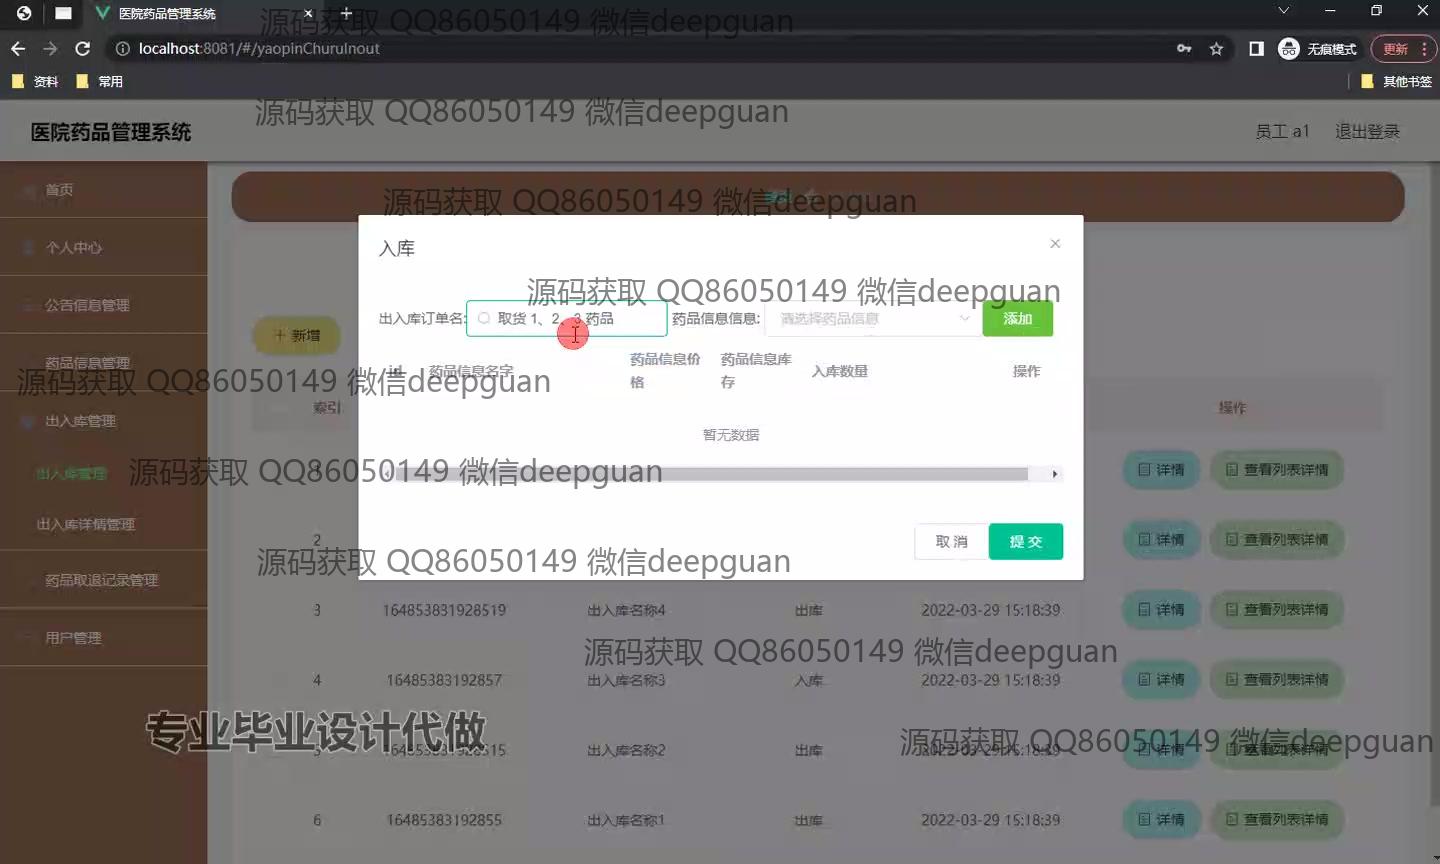 医院药品管理系统
源码获取 QQ86050149 微信deepguan
localhost:8081/#/yaopinChuruInout
无痕模式
更新
资料
常用
其他书签
源码获取 QQ86050149 微信deepguan
医院药品管理系统
员工 a1
退出登录
首页
源码获取 QQ86050149 微信deepguan
个人中心
入库
公告信息管理
源码获取 QQ86050149 微信deepguan
出入库订单名:
取货 1、2、3 药品
药品信息信息:
请选择药品信息
添加
新增
药品信息管理
药品信息名字
药品信息价格
药品信息库存
入库数量
操作
源码获取 QQ86050149 微信deepguan
索引
操作
出入库管理
暂无数据
出入库管理
源码获取 QQ86050149 微信deepguan
详情
查看列表详情
出入库详情管理
2
取消
提交
详情
查看列表详情
源码获取 QQ86050149 微信deepguan
药品取退记录管理
3 164853831928519 出入库名称4 出库 2022-03-29 15:18:39 详情 查看列表详情
用户管理
源码获取 QQ86050149 微信deepguan
4 16485383192857 出入库名称3 入库 2022-03-29 15:18:39 详情 查看列表详情
专业毕业设计代做
源码获取 QQ86050149 微信deepguan
出入库名称2 出库 2022-03-29 15:18:39 详情 查看列表详情
6 16485383192855 出入库名称1 出库 2022-03-29 15:18:39 详情 查看列表详情